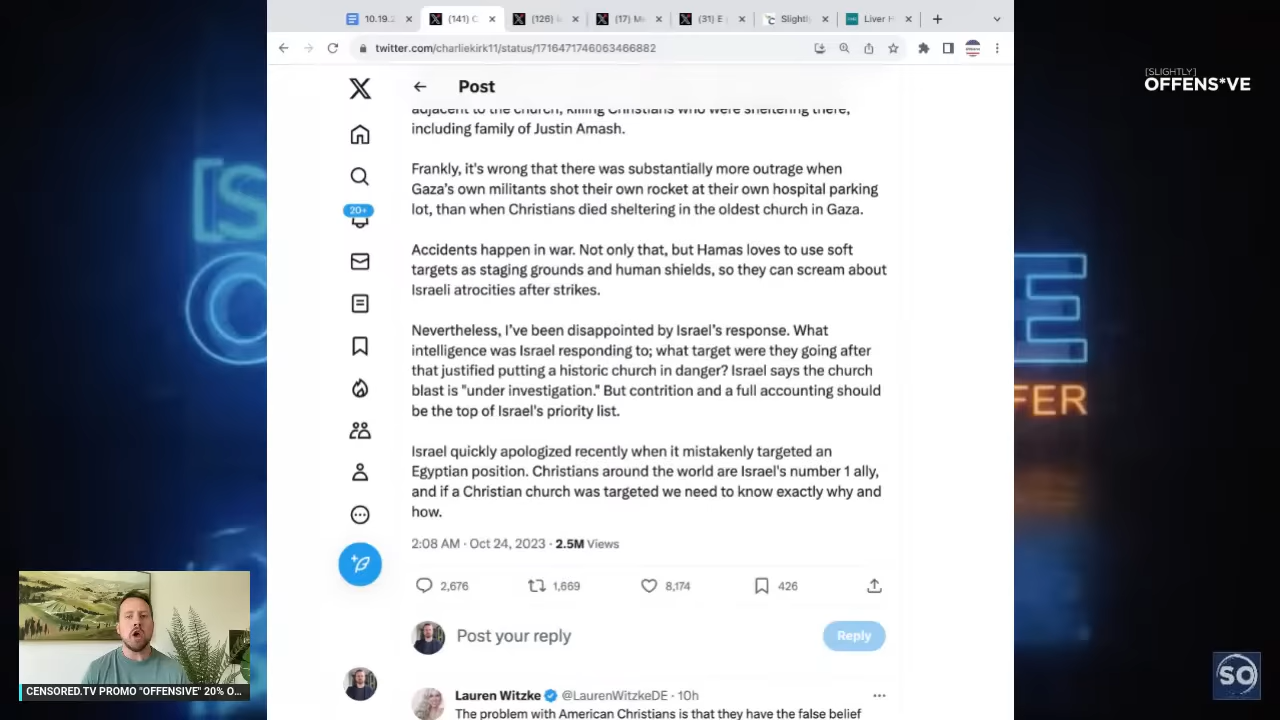 10.19.2
(141) C
(126) I
(17) M
(31) E
Slightl
Liver H
twitter.com/charliekirk11/status/1716471746063466882
[SLIGHTLY]
OFFENS*VE
Post
adjacent to the church, killing Christians who were sheltering there,
including family of Justin Amash.
Frankly, it's wrong that there was substantially more outrage when
Gaza's own militants shot their own rocket at their own hospital parking
lot, than when Christians died sheltering in the oldest church in Gaza.
20+
Accidents happen in war. Not only that, but Hamas loves to use soft
targets as staging grounds and human shields, so they can scream about
Israeli atrocities after strikes.
Nevertheless, I've been disappointed by Israel's response. What
intelligence was Israel responding to; what target were they going after
that justified putting a historic church in danger? Israel says the church
blast is "under investigation." But contrition and a full accounting should
be the top of Israel's priority list.
FER
Israel quickly apologized recently when it mistakenly targeted an
Egyptian position. Christians around the world are Israel's number 1 ally,
and if a Christian church was targeted we need to know exactly why and
how.
2:08 AM · Oct 24, 2023 · 2.5M Views
2,676 1,669 8,174 426
Post your reply
Reply
CENSORED.TV PROMO "OFFENSIVE" 20% O...
SO
Lauren Witzke @LaurenWitzkeDE · 10h
The problem with American Christians is that they have the false belief